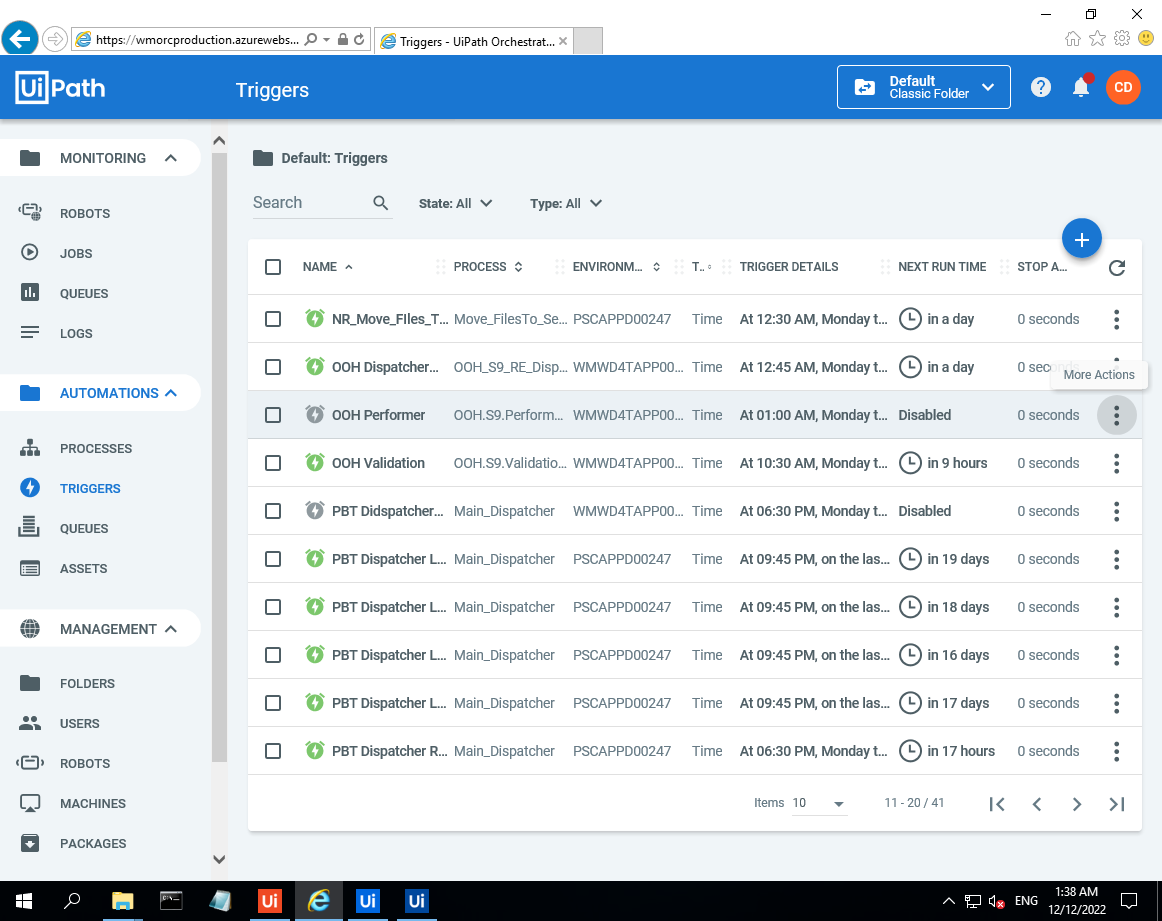 https://wmorcproduction.azurewebs...
Triggers - UiPath Orchestrat...
UiPath
Triggers
Default
Classic Folder
CD
MONITORING
ROBOTS
JOBS
QUEUES
LOGS
AUTOMATIONS
PROCESSES
TRIGGERS
QUEUES
ASSETS
MANAGEMENT
FOLDERS
USERS
ROBOTS
MACHINES
PACKAGES
Default: Triggers
Search State: All Type: All
NAME PROCESS ENVIRONM... T... TRIGGER DETAILS NEXT RUN TIME STOP A...
NR_Move_FIles_T... Move_FilesTo_Se... PSCAPPD00247 Time At 12:30 AM, Monday t... in a day 0 seconds
OOH Dispatcher... OOH_S9_RE_Disp... WMWD4TAPP00... Time At 12:45 AM, Monday t... in a day 0 sec
More Actions
OOH Performer OOH.S9.Perform... WMWD4TAPP00... Time At 01:00 AM, Monday t... Disabled 0 seconds
OOH Validation OOH.S9.Validatio... WMWD4TAPP00... Time At 10:30 AM, Monday t... in 9 hours 0 seconds
PBT Didspatcher... Main_Dispatcher WMWD4TAPP00... Time At 06:30 PM, Monday t... Disabled 0 seconds
PBT Dispatcher L... Main_Dispatcher PSCAPPD00247 Time At 09:45 PM, on the las... in 19 days 0 seconds
PBT Dispatcher L... Main_Dispatcher PSCAPPD00247 Time At 09:45 PM, on the las... in 18 days 0 seconds
PBT Dispatcher L... Main_Dispatcher PSCAPPD00247 Time At 09:45 PM, on the las... in 16 days 0 seconds
PBT Dispatcher L... Main_Dispatcher PSCAPPD00247 Time At 09:45 PM, on the las... in 17 days 0 seconds
PBT Dispatcher R... Main_Dispatcher PSCAPPD00247 Time At 06:30 PM, Monday t... in 17 hours 0 seconds
Items 10 11 - 20 / 41
Ui Ui Ui
ENG
1:38 AM
12/12/2022